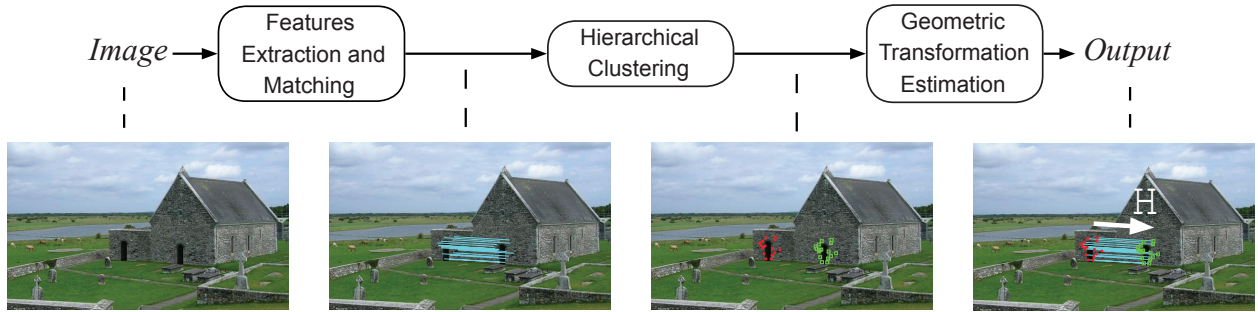 Image
Features
Extraction and
Matching
Hierarchical
Clustering
Geometric
Transformation
Estimation
Output
H